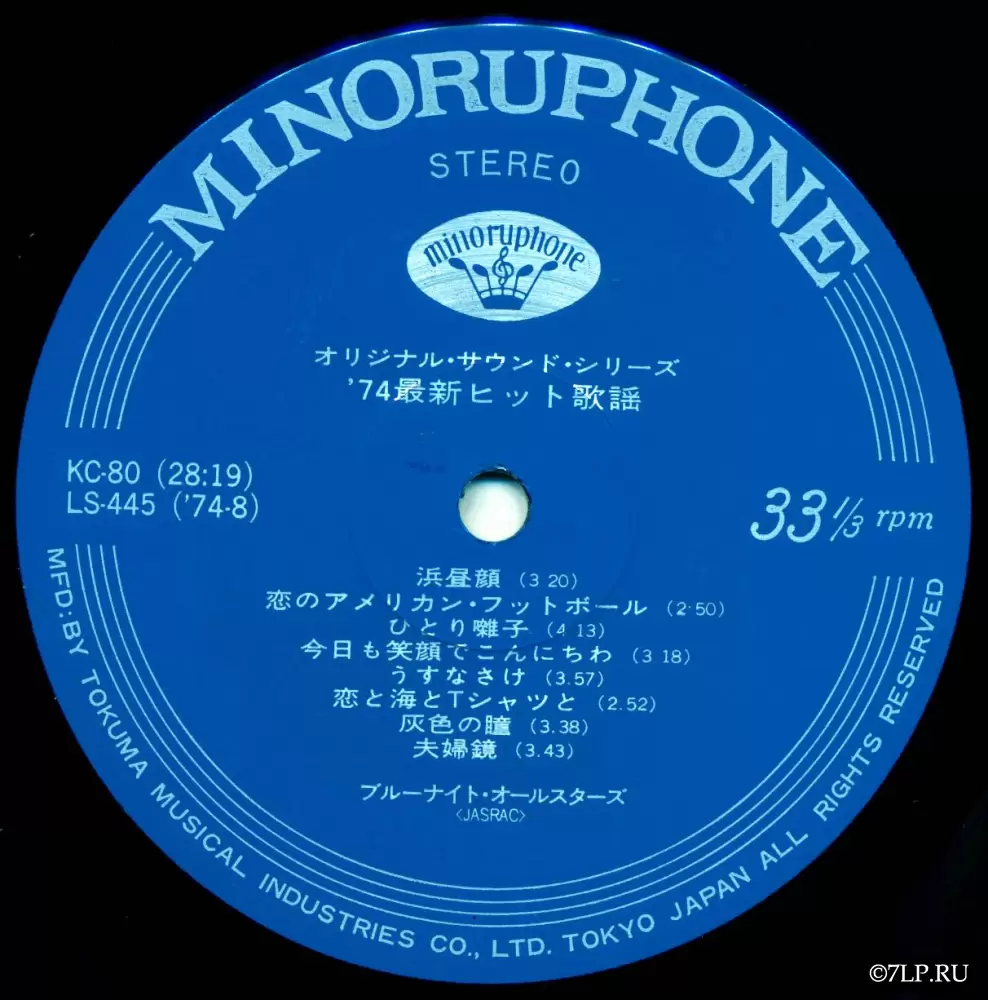 MINORUPHONE
STEREO
minoruphone
オリジナル・サウンド・シリーズ
'74最新ヒット歌謡
KC-80 (28:19)
LS-445 ('74-8)
33 1/3 rpm
浜昼顔 (3 20)
恋のアメリカン・フットボール (2・50)
ひとり囃子 (4 13)
今日も笑顔でこんにちわ (3 18)
うすなさけ (3.57)
恋と海とTシャツと (2.52)
灰色の瞳 (3.38)
夫婦鏡 (3.43)
ブルーナイト・オールスターズ
<JASRAC>
MFD: BY TOKUMA MUSICAL INDUSTRIES CO., LTD. TOKYO JAPAN ALL RIGHTS RESERVED
©7LP.RU